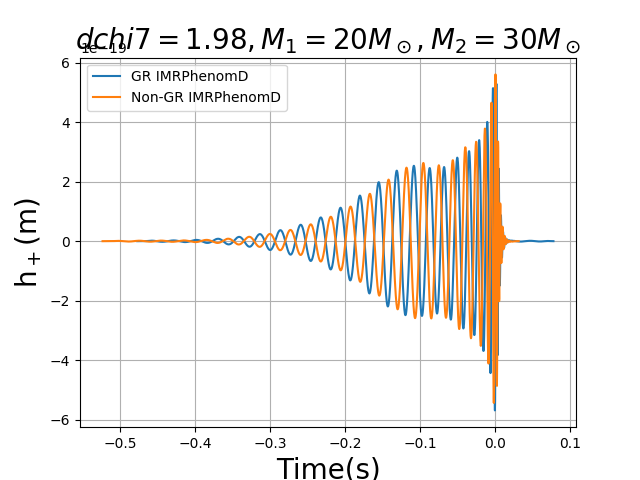 dchi7 = 1.98, M₁ = 20M⊙, M₂ = 30M⊙
6
4
2
0
−2
−4
−6
h₊(m)
GR IMRPhenomD
Non-GR IMRPhenomD
−0.5 −0.4 −0.3 −0.2 −0.1 0.0 0.1
Time(s)